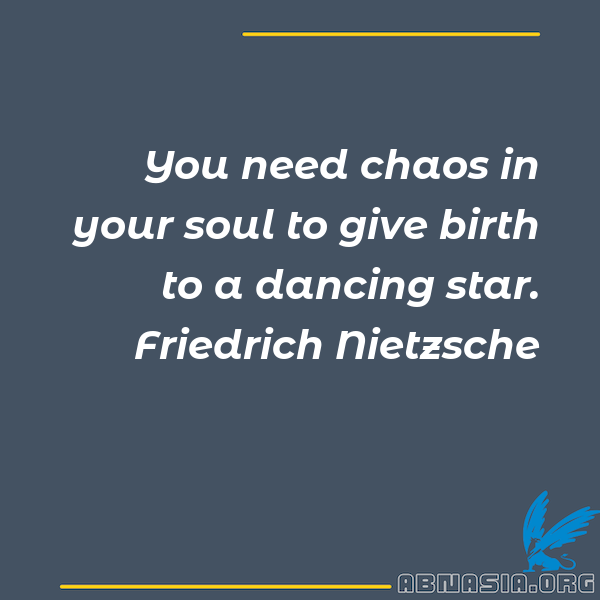 You need chaos in
your soul to give birth
to a dancing star.
Friedrich Nietzsche
ABNASIA.ORG